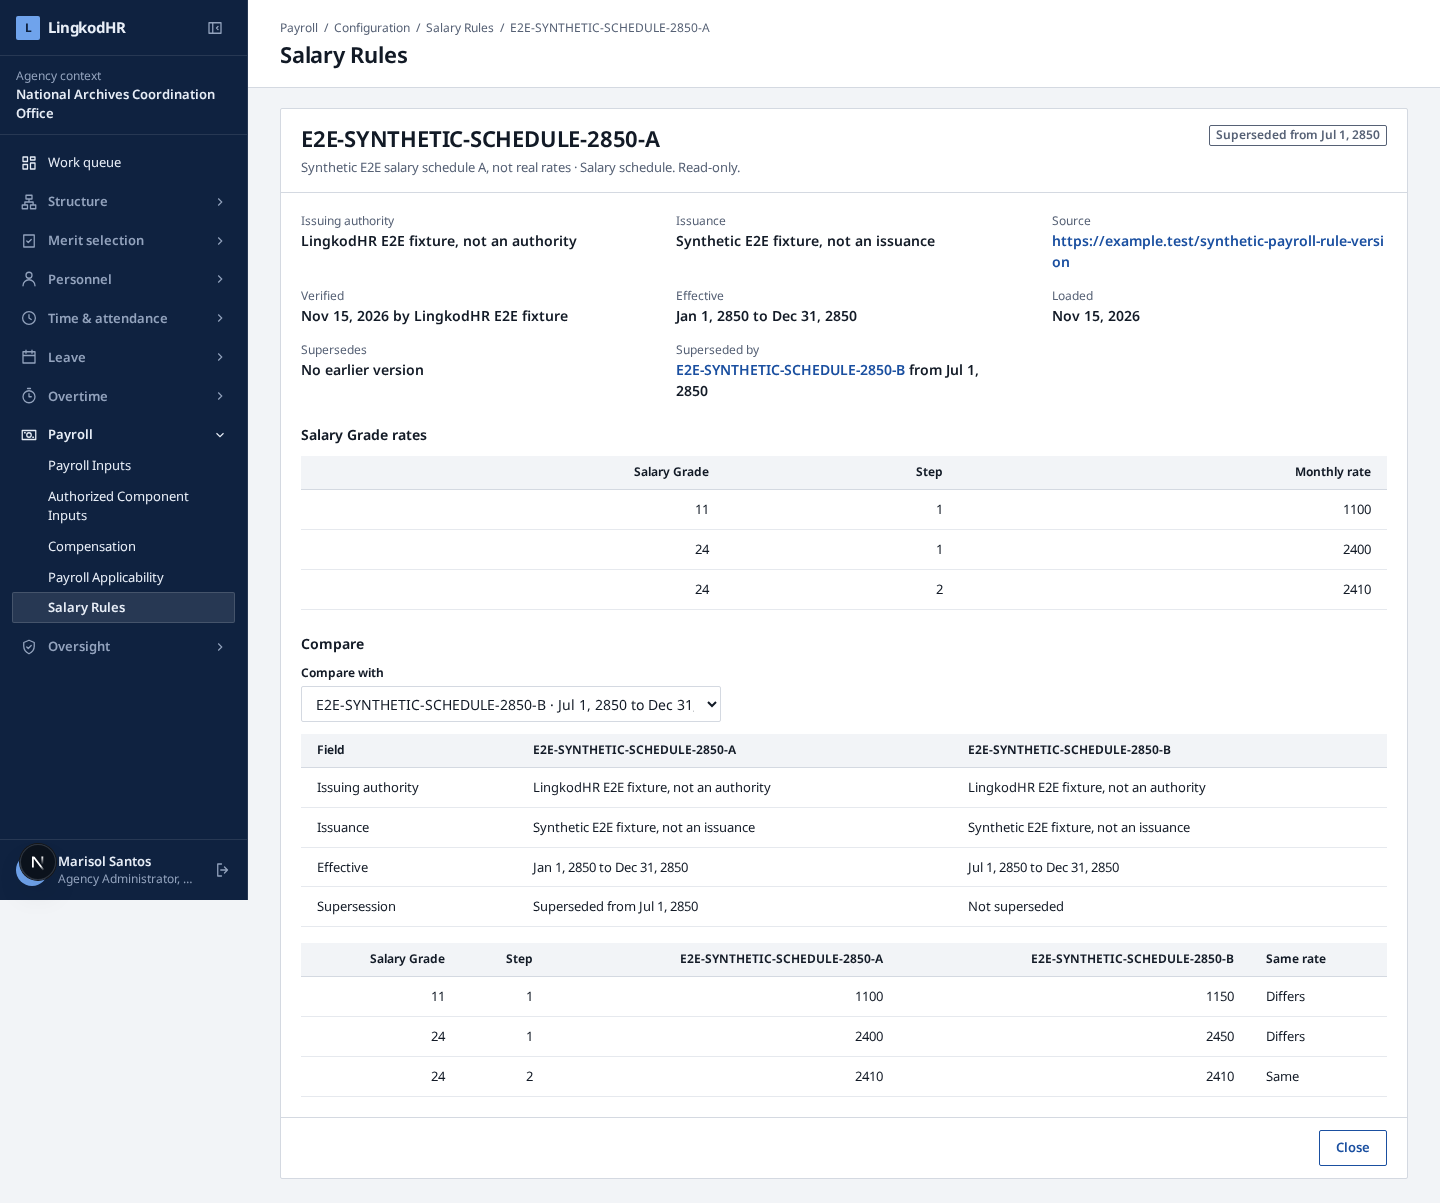 L LingkodHR
Agency context
National Archives Coordination
Office
Work queue
Structure
Merit selection
Personnel
Time & attendance
Leave
Overtime
Payroll
Payroll Inputs
Authorized Component
Inputs
Compensation
Payroll Applicability
Salary Rules
Oversight
N
Marisol Santos
Agency Administrator, ...
Payroll / Configuration / Salary Rules / E2E-SYNTHETIC-SCHEDULE-2850-A
Salary Rules
E2E-SYNTHETIC-SCHEDULE-2850-A
Superseded from Jul 1, 2850
Synthetic E2E salary schedule A, not real rates · Salary schedule. Read-only.
Issuing authority Issuance Source
LingkodHR E2E fixture, not an authority Synthetic E2E fixture, not an issuance https://example.test/synthetic-payroll-rule-versi
on
Verified Effective Loaded
Nov 15, 2026 by LingkodHR E2E fixture Jan 1, 2850 to Dec 31, 2850 Nov 15, 2026
Supersedes Superseded by
No earlier version E2E-SYNTHETIC-SCHEDULE-2850-B from Jul 1,
2850
Salary Grade rates
Salary Grade Step Monthly rate
11 1 1100
24 1 2400
24 2 2410
Compare
Compare with
E2E-SYNTHETIC-SCHEDULE-2850-B · Jul 1, 2850 to Dec 31
Field E2E-SYNTHETIC-SCHEDULE-2850-A E2E-SYNTHETIC-SCHEDULE-2850-B
Issuing authority LingkodHR E2E fixture, not an authority LingkodHR E2E fixture, not an authority
Issuance Synthetic E2E fixture, not an issuance Synthetic E2E fixture, not an issuance
Effective Jan 1, 2850 to Dec 31, 2850 Jul 1, 2850 to Dec 31, 2850
Supersession Superseded from Jul 1, 2850 Not superseded
Salary Grade Step E2E-SYNTHETIC-SCHEDULE-2850-A E2E-SYNTHETIC-SCHEDULE-2850-B Same rate
11 1 1100 1150 Differs
24 1 2400 2450 Differs
24 2 2410 2410 Same
Close